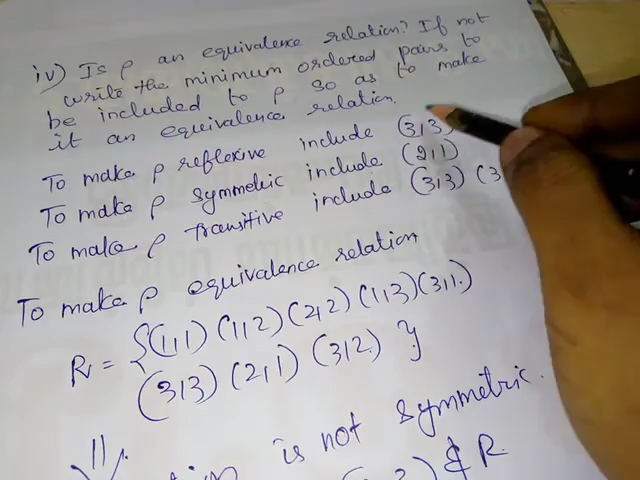 iv) Is ρ an equivalence relation? If not
write the minimum ordered pairs to
be included to ρ so as to make
it an equivalence relation.
To make ρ reflexive include (3,3)
To make ρ symmetric include (2,1)
To make ρ transitive include (3,3) (3
To make ρ equivalence relation
R = {(1,1) (1,2) (2,2) (1,3) (3,1)
(3,3) (2,1) (3,2) }
is not symmetric.
∉ R